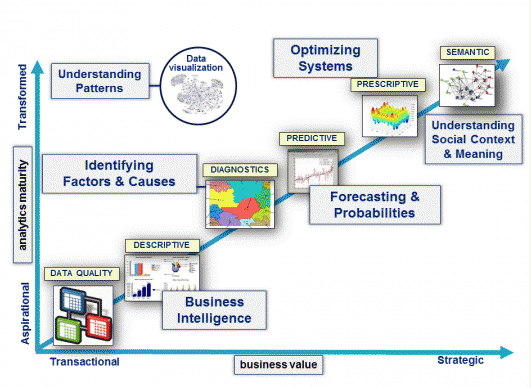 Data
visualization
Understanding
Patterns
Optimizing
Systems
SEMANTIC
PRESCRIPTIVE
Understanding
Social Context
& Meaning
PREDICTIVE
Identifying
Factors & Causes
DIAGNOSTICS
Forecasting &
Probabilities
DESCRIPTIVE
DATA QUALITY
Business
Intelligence
Transformed
analytics maturity
Aspirational
Transactional
business value
Strategic